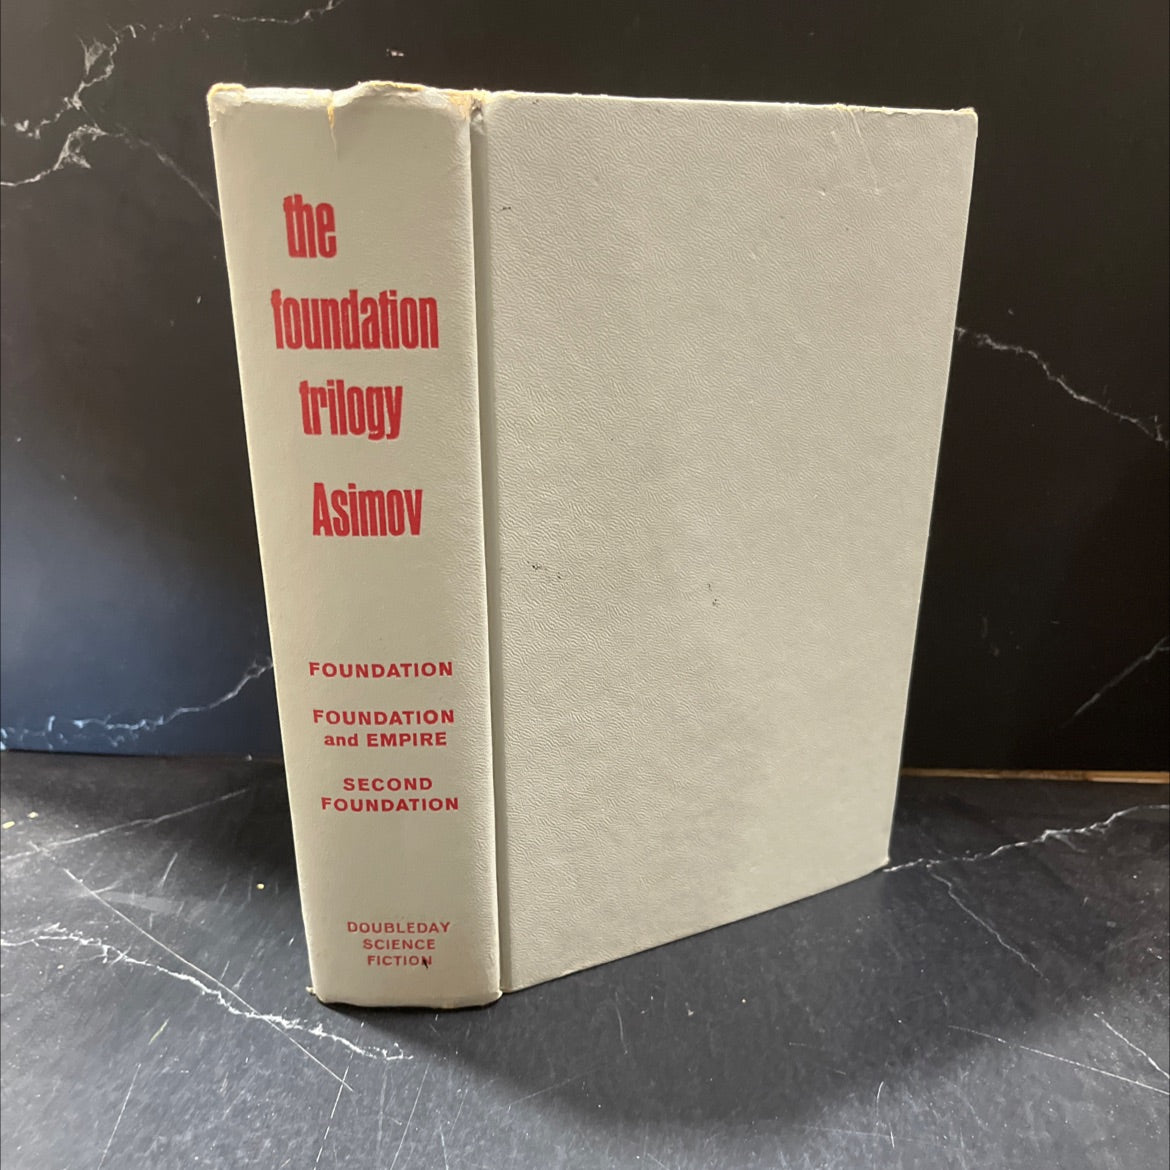 the
foundation
trilogy
Asimov
FOUNDATION
FOUNDATION
and EMPIRE
SECOND
FOUNDATION
DOUBLEDAY
SCIENCE
FICTION